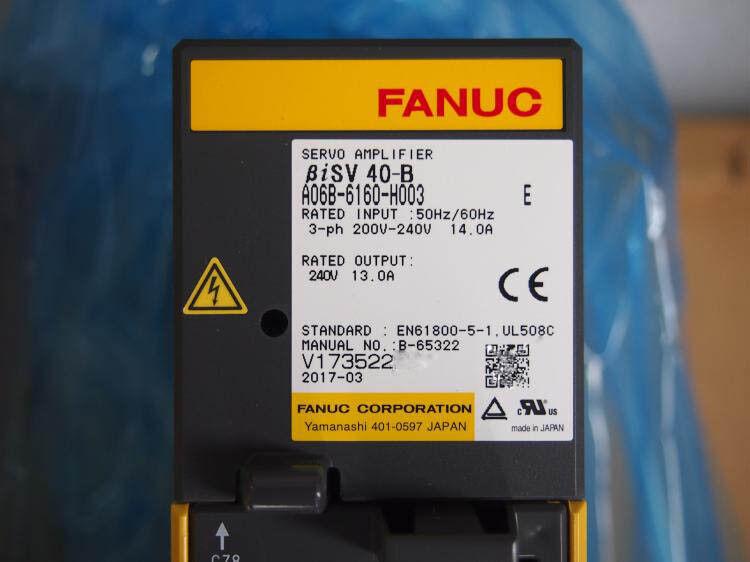 FANUC
SERVO AMPLIFIER
βiSV 40-B
A06B-6160-H003 E
RATED INPUT :50Hz/60Hz
3-ph 200V-240V 14.0A
RATED OUTPUT:
240V 13.0A
CE
STANDARD : EN61800-5-1,UL508C
MANUAL NO.:B-65322
V173522
2017-03
FANUC CORPORATION
Yamanashi 401-0597 JAPAN
c RU US
made in JAPAN